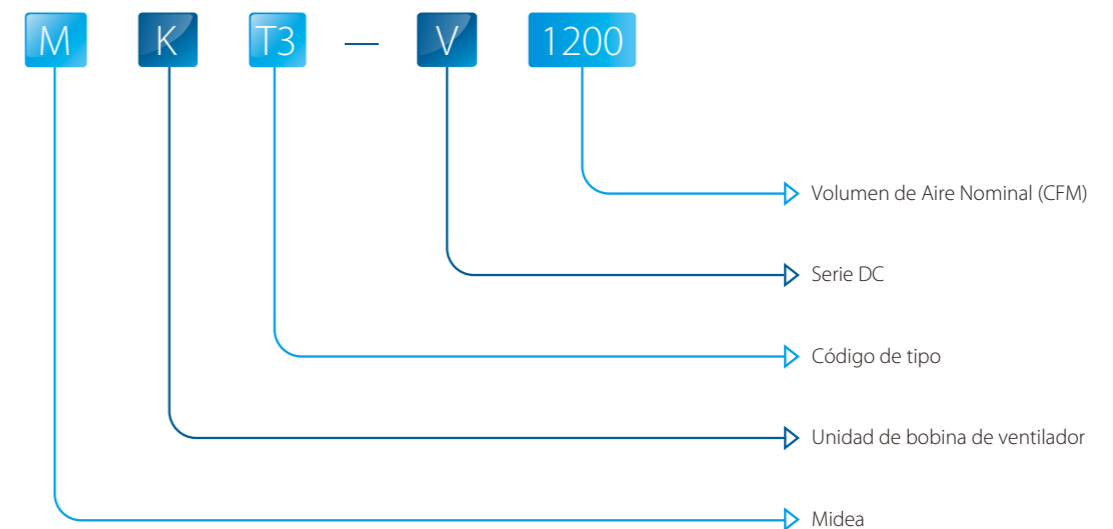 M K T3 — V 1200
Volumen de Aire Nominal (CFM)
Serie DC
Código de tipo
Unidad de bobina de ventilador
Midea